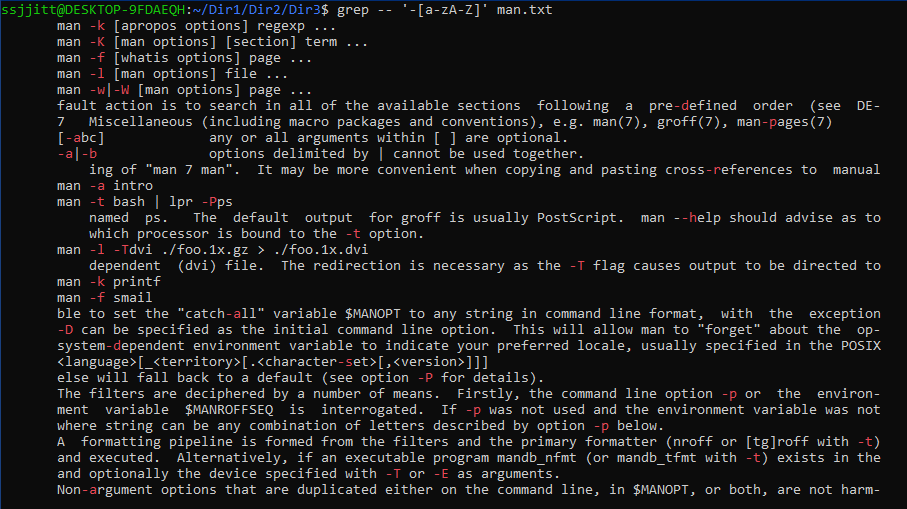 ssjjitt@DESKTOP-9FDAEQH:~/Dir1/Dir2/Dir3$ grep -- '-[a-zA-Z]' man.txt
man -k [apropos options] regexp ...
man -K [man options] [section] term ...
man -f [whatis options] page ...
man -l [man options] file ...
man -w|-W [man options] page ...
fault action is to search in all of the available sections  following  a  pre-defined  order  (see  DE-
7   Miscellaneous (including macro packages and conventions), e.g. man(7), groff(7), man-pages(7)
[-abc]             any or all arguments within [ ] are optional.
-a|-b              options delimited by | cannot be used together.
ing of "man 7 man".  It may be more convenient when copying and pasting cross-references to  manual
man -a intro
man -t bash | lpr -Pps
named  ps.   The  default  output  for groff is usually PostScript.  man --help should advise as to
which processor is bound to the -t option.
man -l -Tdvi ./foo.1x.gz > ./foo.1x.dvi
dependent  (dvi) file.  The redirection is necessary as the -T flag causes output to be directed to
man -k printf
man -f smail
ble to set the "catch-all" variable $MANOPT to any string in command line format,  with  the  exception
-D can be specified as the initial command line option.  This will allow man to "forget" about the  op-
system-dependent environment variable to indicate your preferred locale, usually specified in the POSIX
<language>[_<territory>[.<character-set>[,<version>]]]
else will fall back to a default (see option -P for details).
The filters are deciphered by a number of means.  Firstly, the command line option -p or  the  environ-
ment  variable  $MANROFFSEQ  is  interrogated.  If -p was not used and the environment variable was not
where string can be any combination of letters described by option -p below.
A  formatting pipeline is formed from the filters and the primary formatter (nroff or [tg]roff with -t)
and executed.  Alternatively, if an executable program mandb_nfmt (or mandb_tfmt with -t) exists in the
and optionally the device specified with -T or -E as arguments.
Non-argument options that are duplicated either on the command line, in $MANOPT, or both, are not harm-